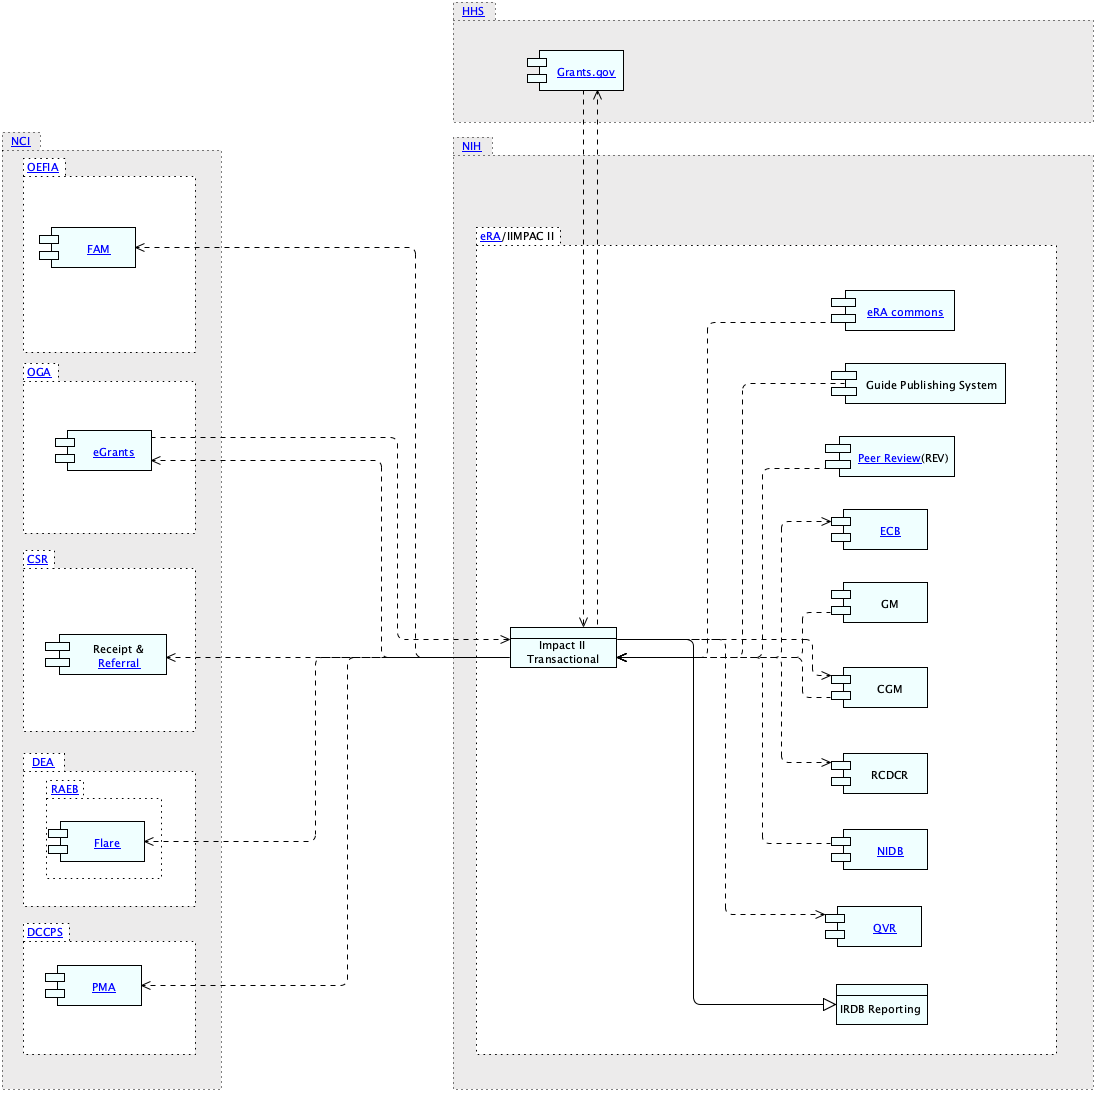 HHS
Grants.gov
NCI
OEFIA
FAM
OGA
eGrants
CSR
Receipt &
Referral
DEA
RAEB
Flare
DCCPS
PMA
NIH
eRA/IIMPAC II
eRA commons
Guide Publishing System
Peer Review(REV)
ECB
GM
Impact II
Transactional
CGM
RCDCR
NIDB
QVR
IRDB Reporting